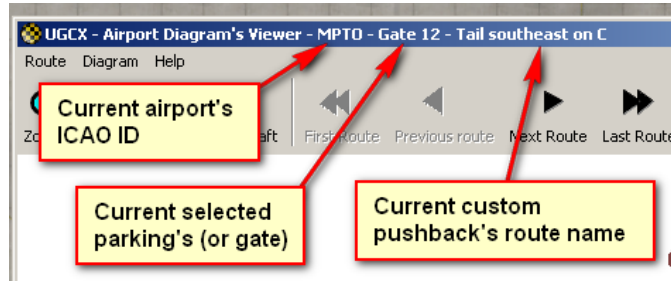 UGCX - Airport Diagram's Viewer - MPTO - Gate 12 - Tail southeast on C
Route Diagram Help
Current airport's
ICAO ID
First Route Previous route Next Route Last Route
Current selected
parking's (or gate)
Current custom
pushback's route name